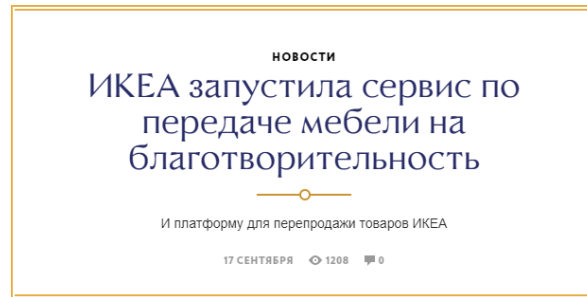 НОВОСТИ
ИКЕА запустила сервис по
передаче мебели на
благотворительность
И платформу для перепродажи товаров ИКЕА
17 СЕНТЯБРЯ 1208 0